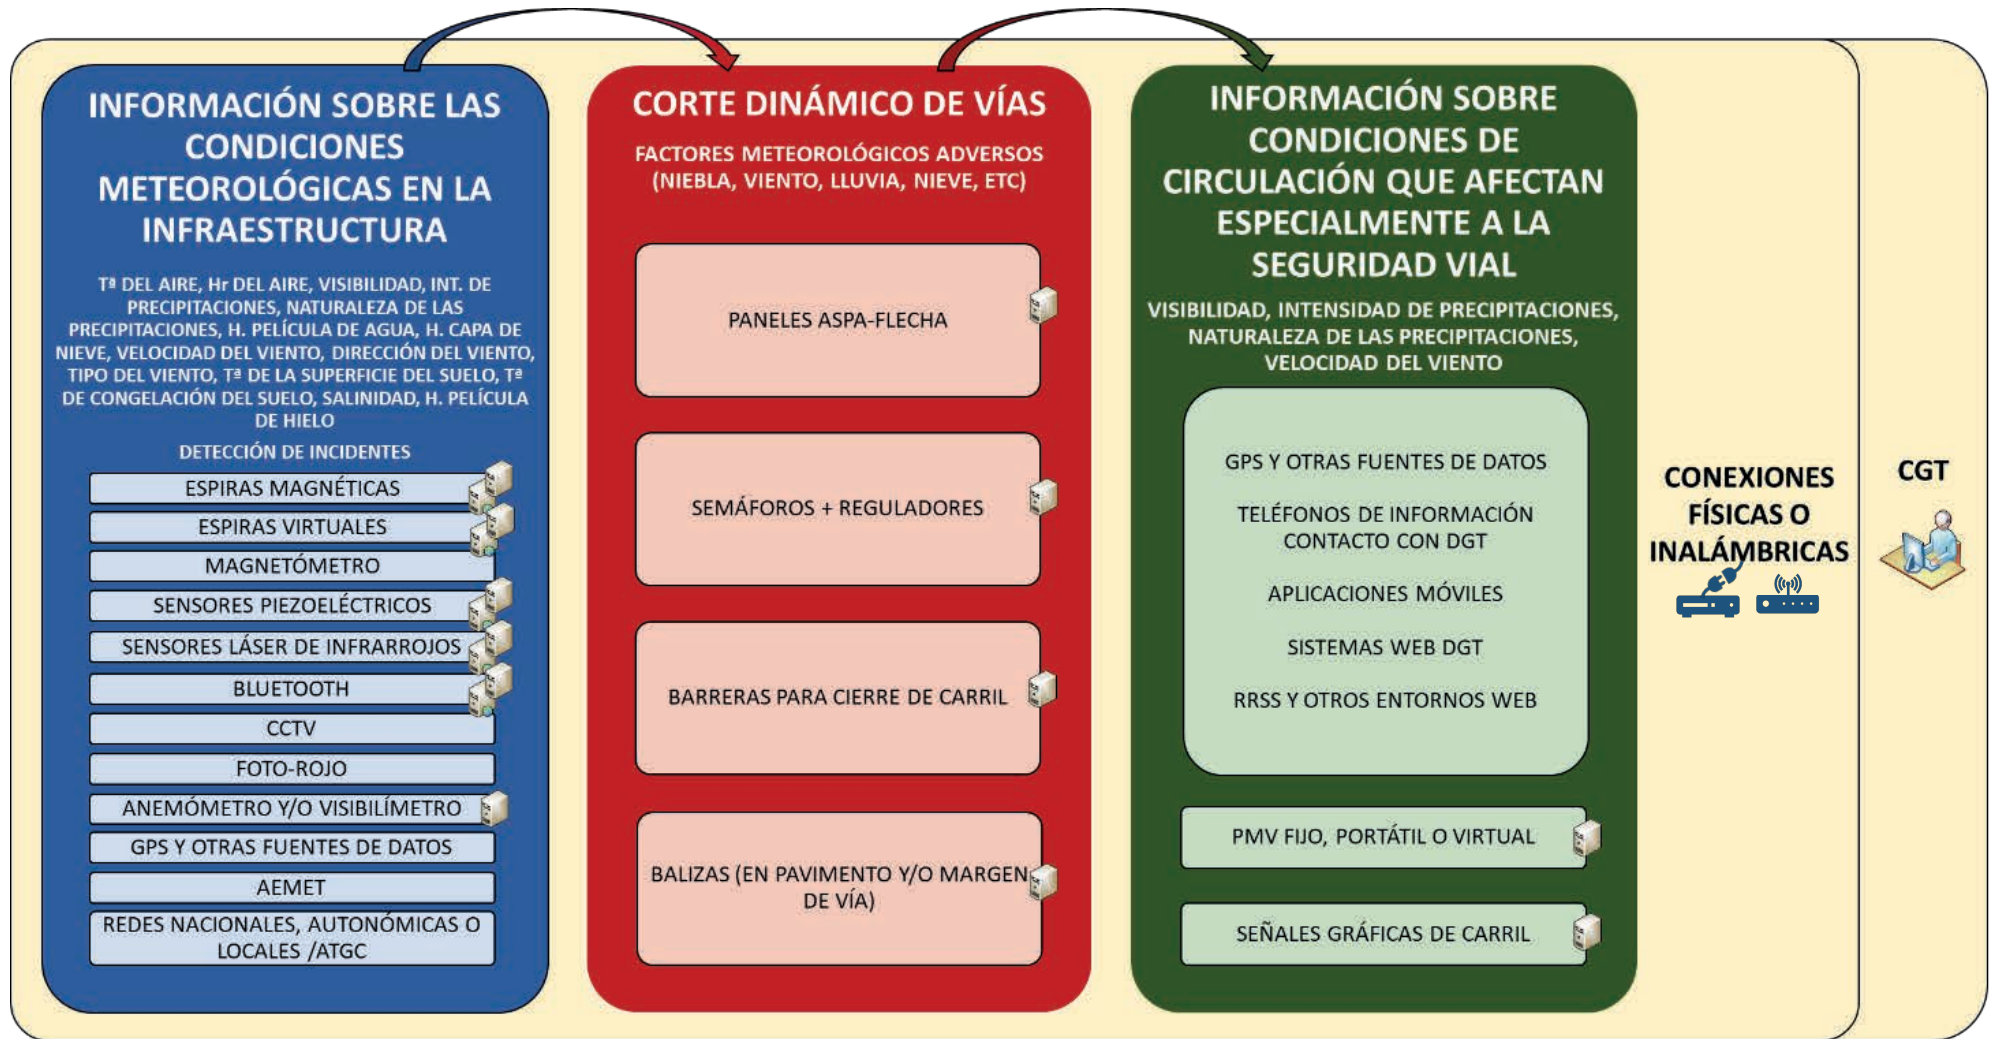 INFORMACIÓN SOBRE LAS
CONDICIONES
METEOROLÓGICAS EN LA
INFRAESTRUCTURA
Tª DEL AIRE, Hr DEL AIRE, VISIBILIDAD, INT. DE
PRECIPITACIONES, NATURALEZA DE LAS
PRECIPITACIONES, H. PELÍCULA DE AGUA, H. CAPA DE
NIEVE, VELOCIDAD DEL VIENTO, DIRECCIÓN DEL VIENTO,
TIPO DEL VIENTO, Tª DE LA SUPERFICIE DEL SUELO, Tª
DE CONGELACIÓN DEL SUELO, SALINIDAD, H. PELÍCULA
DE HIELO
DETECCIÓN DE INCIDENTES
ESPIRAS MAGNÉTICAS
ESPIRAS VIRTUALES
MAGNETÓMETRO
SENSORES PIEZOELÉCTRICOS
SENSORES LÁSER DE INFRARROJOS
BLUETOOTH
CCTV
FOTO-ROJO
ANEMÓMETRO Y/O VISIBILÍMETRO
GPS Y OTRAS FUENTES DE DATOS
AEMET
REDES NACIONALES, AUTONÓMICAS O
LOCALES /ATGC
CORTE DINÁMICO DE VÍAS
FACTORES METEOROLÓGICOS ADVERSOS
(NIEBLA, VIENTO, LLUVIA, NIEVE, ETC)
PANELES ASPA-FLECHA
SEMÁFOROS + REGULADORES
BARRERAS PARA CIERRE DE CARRIL
BALIZAS (EN PAVIMENTO Y/O MARGEN
DE VÍA)
INFORMACIÓN SOBRE
CONDICIONES DE
CIRCULACIÓN QUE AFECTAN
ESPECIALMENTE A LA
SEGURIDAD VIAL
VISIBILIDAD, INTENSIDAD DE PRECIPITACIONES,
NATURALEZA DE LAS PRECIPITACIONES,
VELOCIDAD DEL VIENTO
GPS Y OTRAS FUENTES DE DATOS
TELÉFONOS DE INFORMACIÓN
CONTACTO CON DGT
APLICACIONES MÓVILES
SISTEMAS WEB DGT
RRSS Y OTROS ENTORNOS WEB
PMV FIJO, PORTÁTIL O VIRTUAL
SEÑALES GRÁFICAS DE CARRIL
CONEXIONES
FÍSICAS O
INALÁMBRICAS
CGT